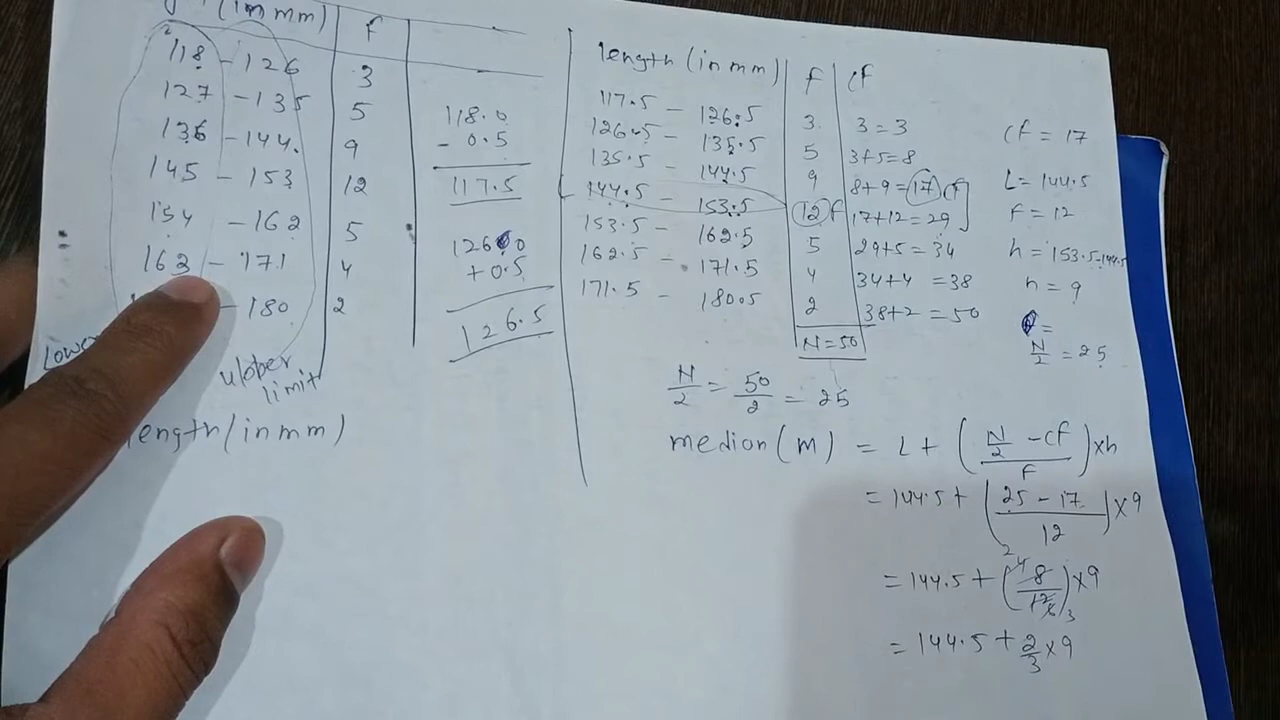 (in mm) f
118 - 126 3
127 - 135 5
136 - 144. 9
145 - 153 12
154 - 162 5
163 - 171 4
- 180 2
Lowe
ulober
limit
length (in mm)
118.0
- 0.5
117.5
126.0
+ 0.5
126.5
length (in mm) f cf
117.5 - 126.5 3 3 = 3
126.5 - 135.5 5 3+5 = 8
135.5 - 144.5 9 8+9 = 17 cf
144.5 - 153.5 12 f 17+12 = 29
153.5 - 162.5 5 29+5 = 34
162.5 - 171.5 4 34+4 = 38
171.5 - 180.5 2 38+2 = 50
N = 50
cf = 17
L = 144.5
f = 12
h = 153.5-144.5
h = 9
=
N/2 = 25
N/2 = 50/2 = 25
median (m) = L + (N/2 - cf / f) x h
= 144.5 + (25 - 17 / 12) x 9
= 144.5 + (8/12) x 9
= 144.5 + 2/3 x 9